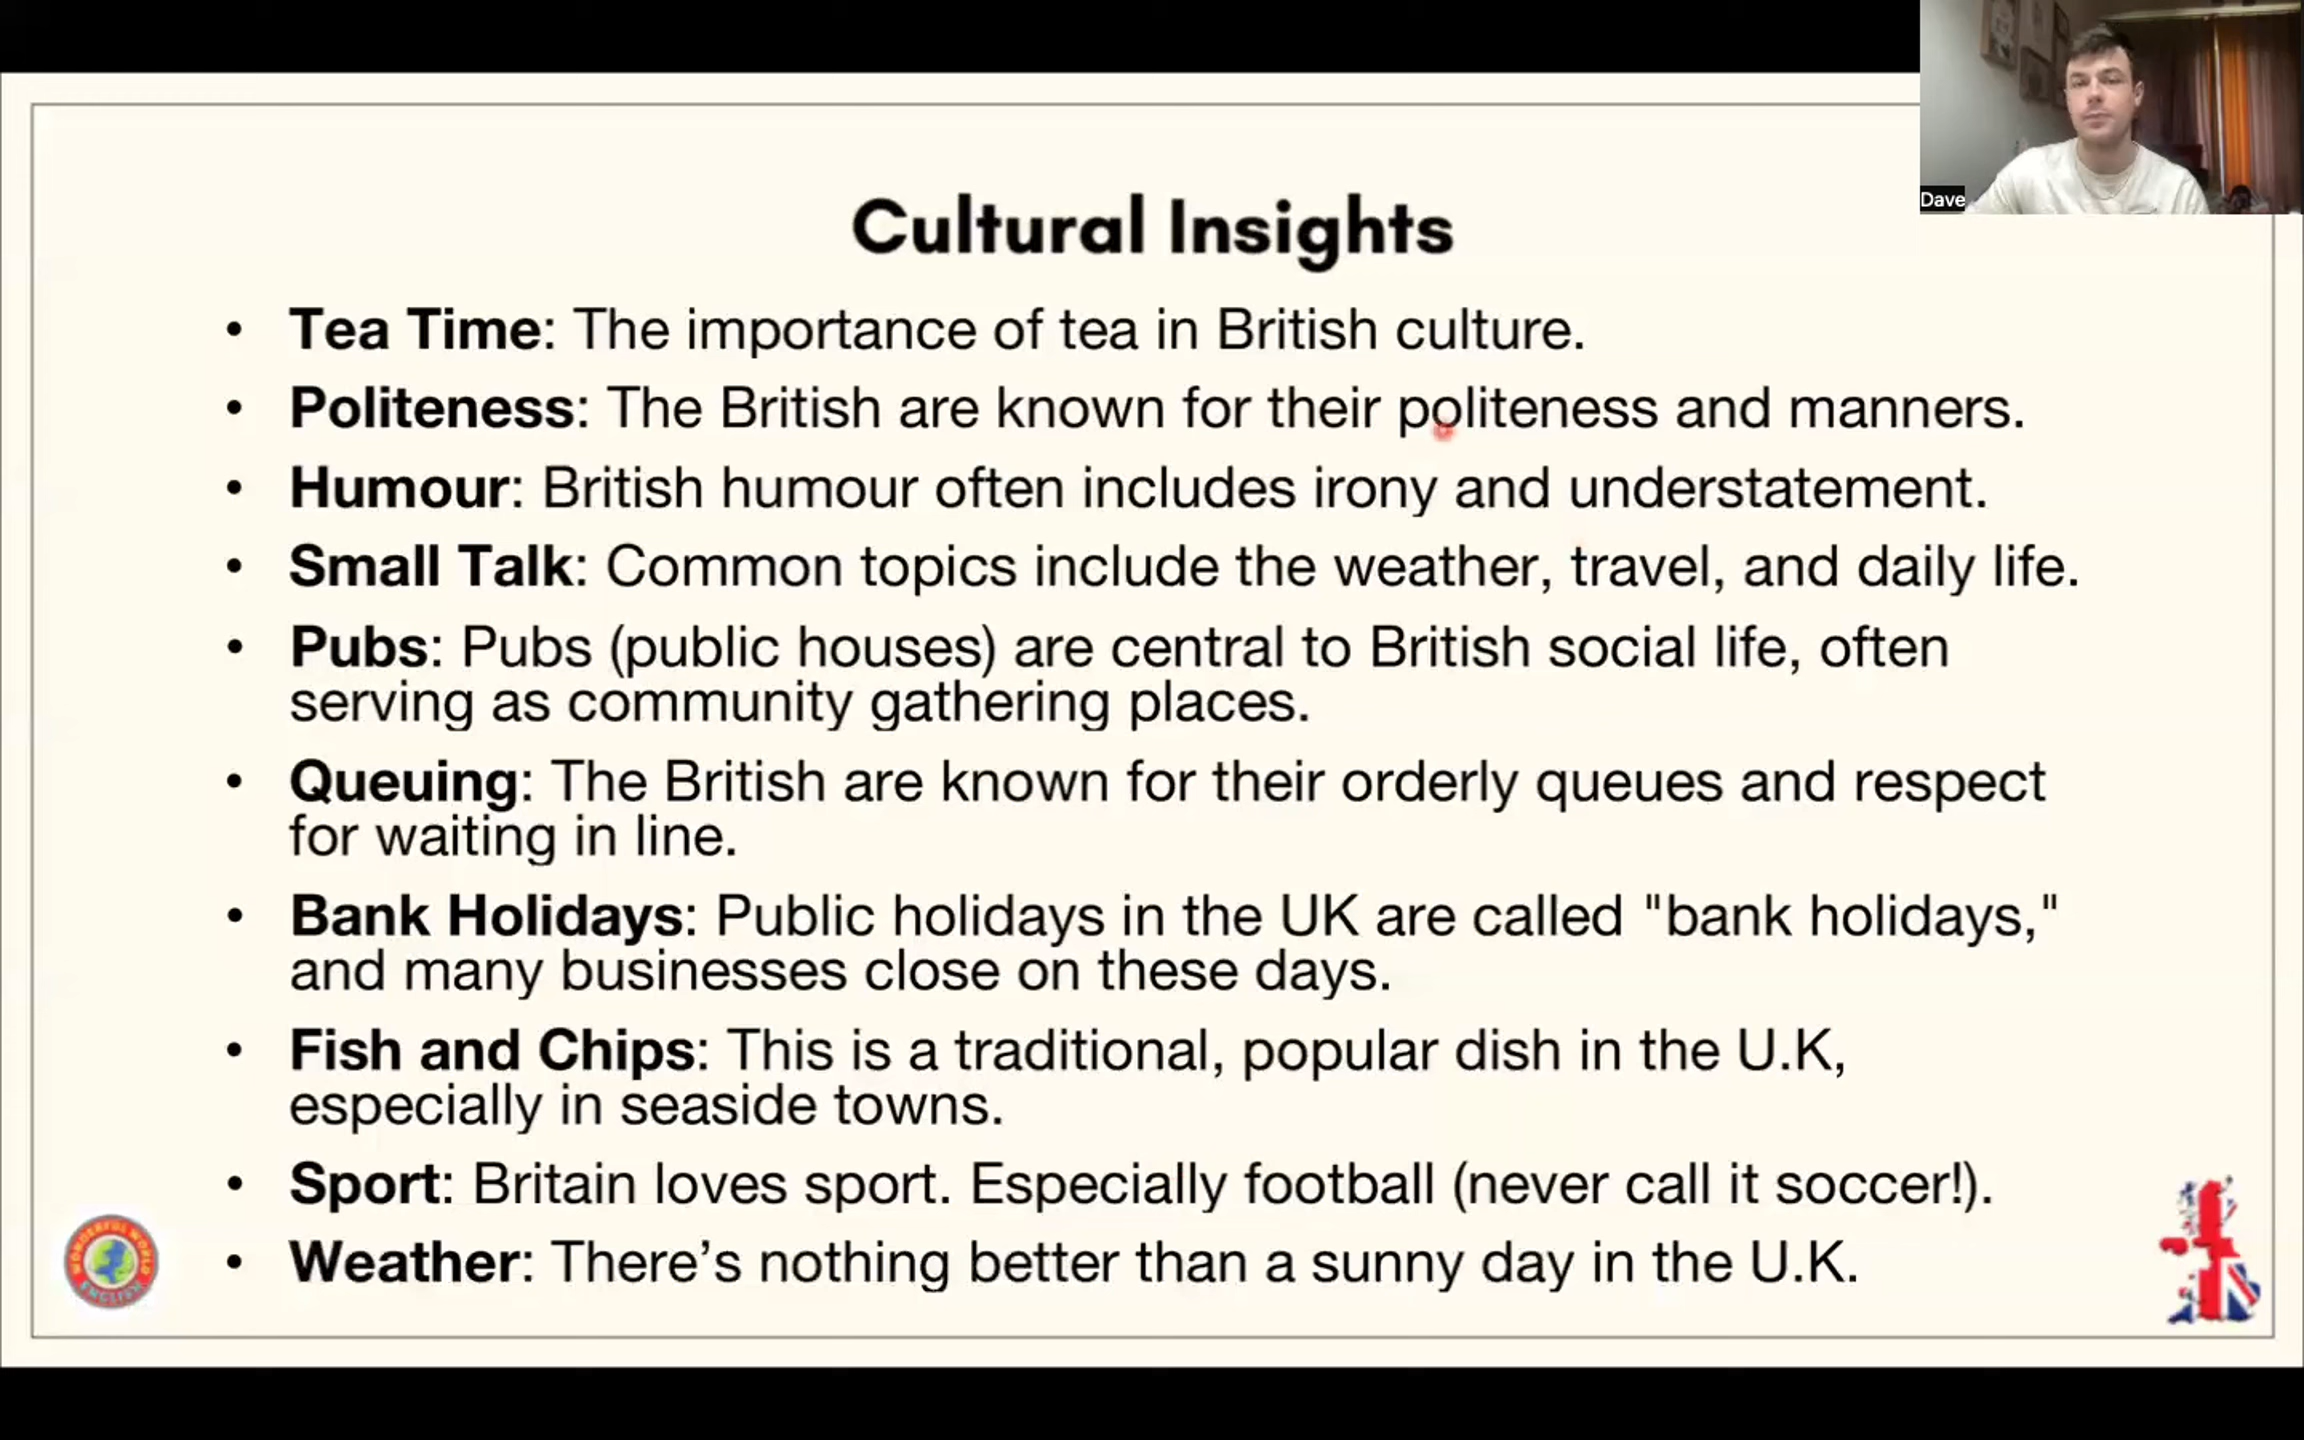 Dave
Cultural Insights
• Tea Time: The importance of tea in British culture.
• Politeness: The British are known for their politeness and manners.
• Humour: British humour often includes irony and understatement.
• Small Talk: Common topics include the weather, travel, and daily life.
• Pubs: Pubs (public houses) are central to British social life, often
serving as community gathering places.
• Queuing: The British are known for their orderly queues and respect
for waiting in line.
• Bank Holidays: Public holidays in the UK are called "bank holidays,"
and many businesses close on these days.
• Fish and Chips: This is a traditional, popular dish in the U.K,
especially in seaside towns.
• Sport: Britain loves sport. Especially football (never call it soccer!).
• Weather: There’s nothing better than a sunny day in the U.K.
WONDERFUL WORLD
ENGLISH